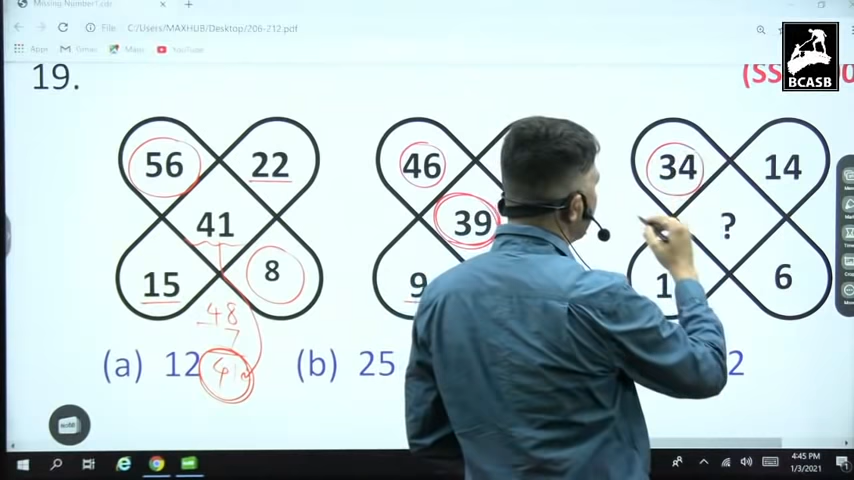 Missing Number1.cdr
File C:/Users/MAXHUB/Desktop/206-212.pdf
Apps Gmail Maps YouTube
BCASB
19.
(SS
56 22 46 34 14
41 39 ?
15 8 9 1 6
48
7
41
(a) 12 (b) 25 2
4:45 PM
1/3/2021